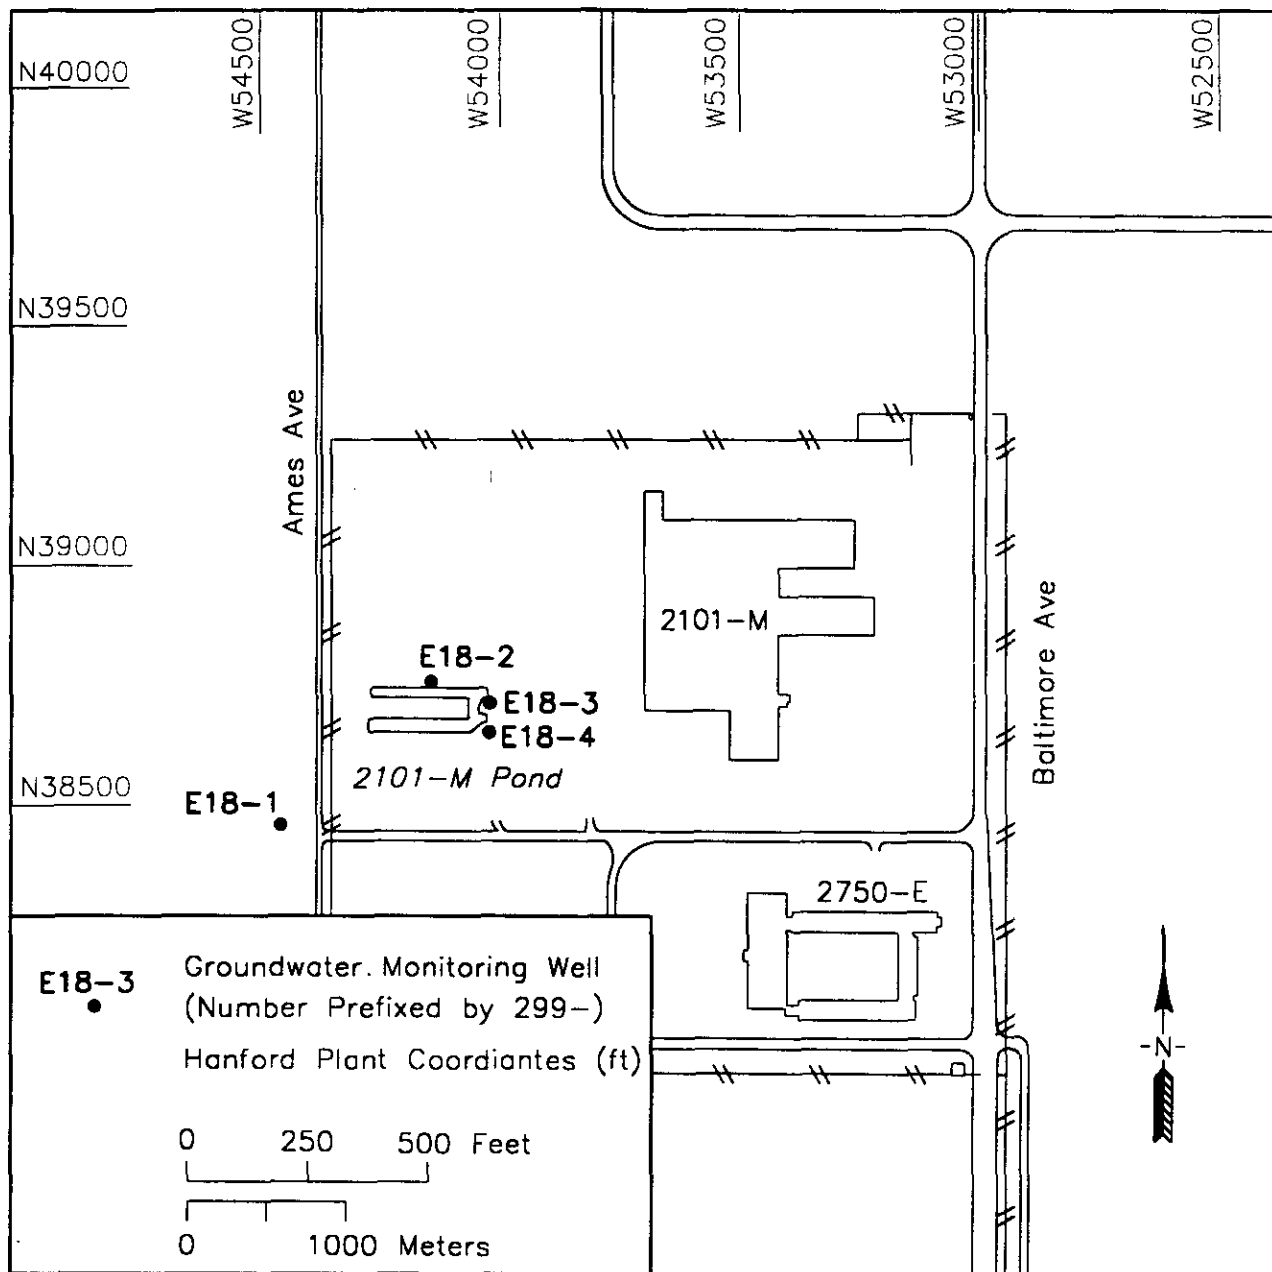 W54500
W54000
W53500
W53000
W52500
N40000
N39500
Ames Ave
N39000
2101-M
Baltimore Ave
E18-2
E18-3
E18-4
2101-M Pond
N38500
E18-1
2750-E
E18-3
Groundwater. Monitoring Well
(Number Prefixed by 299-)
Hanford Plant Coordiantes (ft)
-N-
0 250 500 Feet
0 1000 Meters